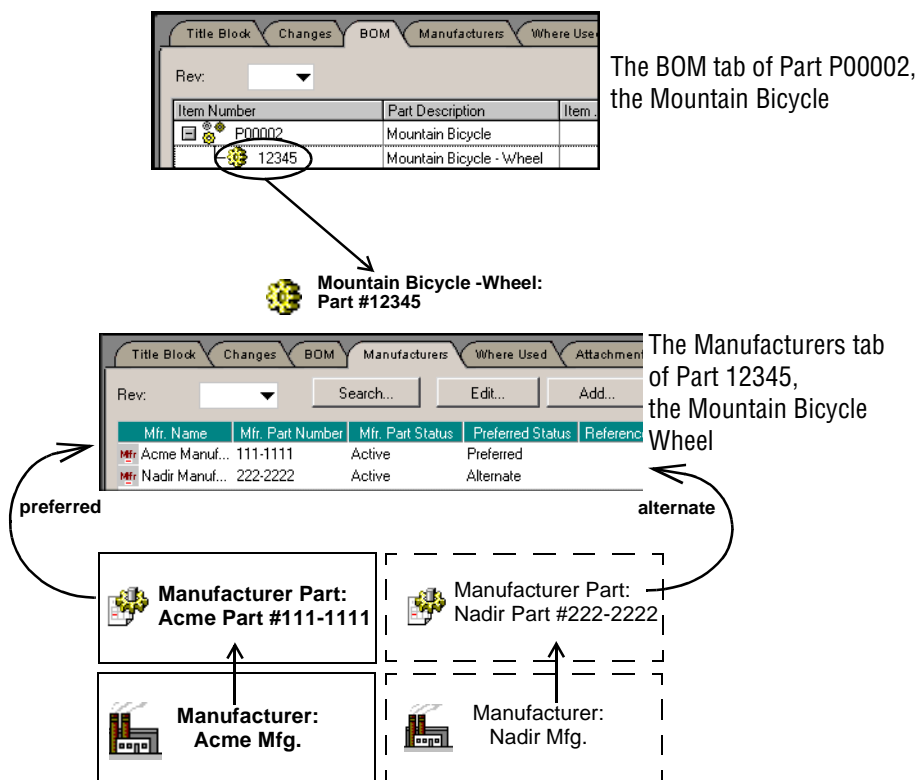 Title Block Changes BOM Manufacturers Where Use
Rev:
Item Number Part Description Item .
P00002 Mountain Bicycle
12345 Mountain Bicycle - Wheel
The BOM tab of Part P00002,
the Mountain Bicycle
Mountain Bicycle -Wheel:
Part #12345
Title Block Changes BOM Manufacturers Where Used Attachment
Rev: Search... Edit... Add...
Mfr. Name Mfr. Part Number Mfr. Part Status Preferred Status Reference
Mfr Acme Manuf... 111-1111 Active Preferred
Mfr Nadir Manuf... 222-2222 Active Alternate
The Manufacturers tab
of Part 12345,
the Mountain Bicycle
Wheel
preferred
alternate
Manufacturer Part:
Acme Part #111-1111
Manufacturer Part:
Nadir Part #222-2222
Manufacturer:
Acme Mfg.
Manufacturer:
Nadir Mfg.